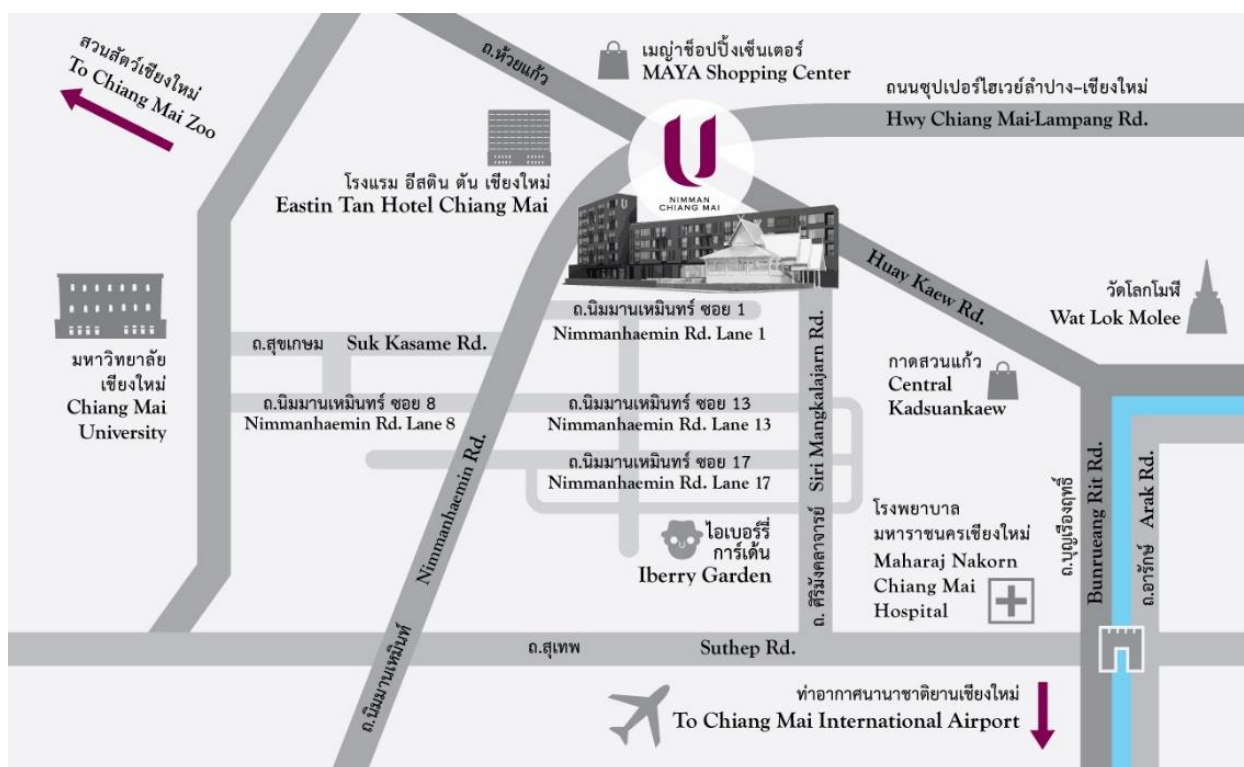 สวนสัตว์เชียงใหม่
To Chiang Mai Zoo
ถ.ห้วยแก้ว
เมญ่าช็อปปิ้งเซ็นเตอร์
MAYA Shopping Center
ถนนซุปเปอร์ไฮเวย์ลำปาง–เชียงใหม่
Hwy Chiang Mai-Lampang Rd.
U
NIMMAN
CHIANG MAI
โรงแรม อีสติน ตัน เชียงใหม่
Eastin Tan Hotel Chiang Mai
Huay Kaew Rd.
วัดโลกโมฬี
Wat Lok Molee
ถ.นิมมานเหมินทร์ ซอย 1
Nimmanhaemin Rd. Lane 1
ถ.สุขเกษม Suk Kasame Rd.
มหาวิทยาลัย
เชียงใหม่
Chiang Mai
University
กาดสวนแก้ว
Central
Kadsuankaew
ถ.นิมมานเหมินทร์ ซอย 8
Nimmanhaemin Rd. Lane 8
ถ.นิมมานเหมินทร์ ซอย 13
Nimmanhaemin Rd. Lane 13
ถ.นิมมานเหมินทร์ ซอย 17
Nimmanhaemin Rd. Lane 17
ถ.นิมมานเหมินท์ Nimmanhaemin Rd.
ถ. ศิริมังคลาจารย์ Siri Mangkalajarn Rd.
ไอเบอร์รี่
การ์เด้น
Iberry Garden
โรงพยาบาล
มหาราชนครเชียงใหม่
Maharaj Nakorn
Chiang Mai
Hospital
ถ.บุญเรืองฤทธิ์
Bunrueang Rit Rd.
ถ.อารักษ์ Arak Rd.
ถ.สุเทพ Suthep Rd.
ท่าอากาศนานาชาติยานเชียงใหม่
To Chiang Mai International Airport